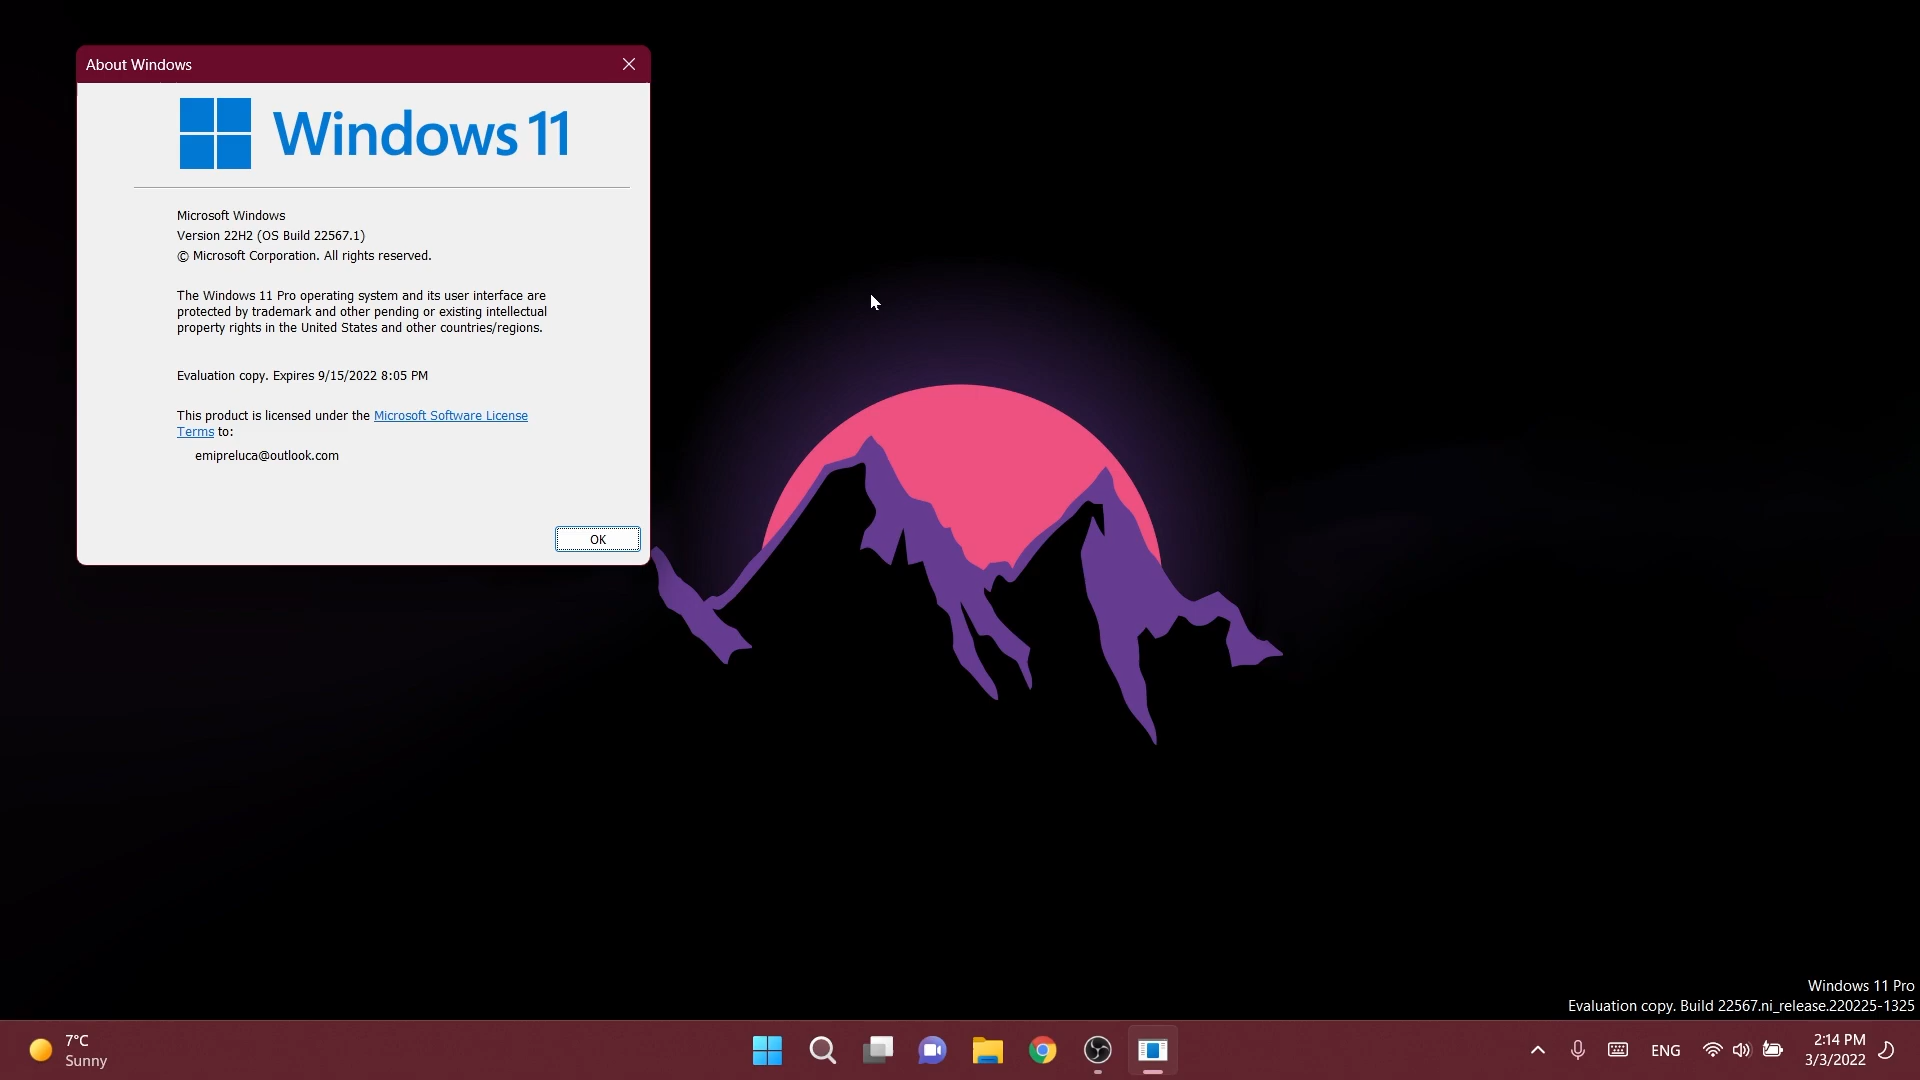 About Windows
Windows 11
Microsoft Windows
Version 22H2 (OS Build 22567.1)
© Microsoft Corporation. All rights reserved.
The Windows 11 Pro operating system and its user interface are
protected by trademark and other pending or existing intellectual
property rights in the United States and other countries/regions.
Evaluation copy. Expires 9/15/2022 8:05 PM
This product is licensed under the Microsoft Software License
Terms to:
emipreluca@outlook.com
OK
Windows 11 Pro
Evaluation copy. Build 22567.ni_release.220225-1325
7°C
Sunny
ENG
2:14 PM
3/3/2022